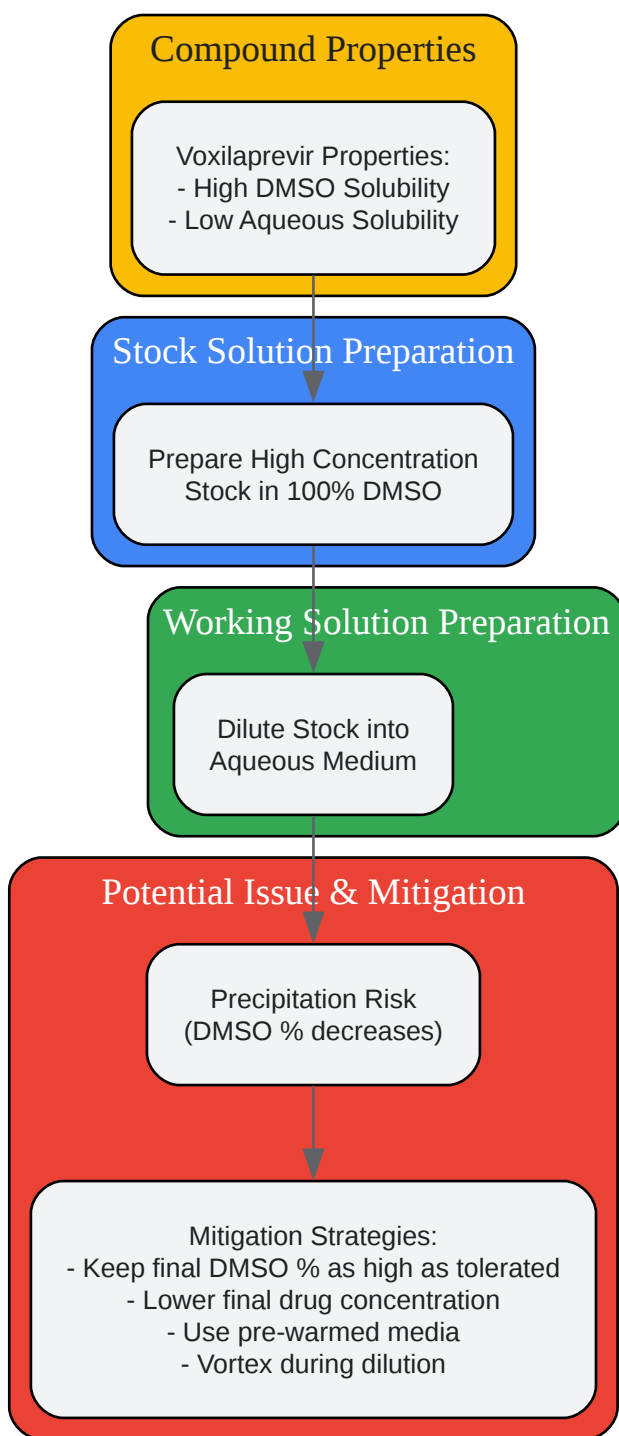 Compound Properties
Voxilaprevir Properties:
- High DMSO Solubility
- Low Aqueous Solubility
Stock Solution Preparation
Prepare High Concentration
Stock in 100% DMSO
Working Solution Preparation
Dilute Stock into
Aqueous Medium
Potential Issue & Mitigation
Precipitation Risk
(DMSO % decreases)
Mitigation Strategies:
- Keep final DMSO % as high as tolerated
- Lower final drug concentration
- Use pre-warmed media
- Vortex during dilution